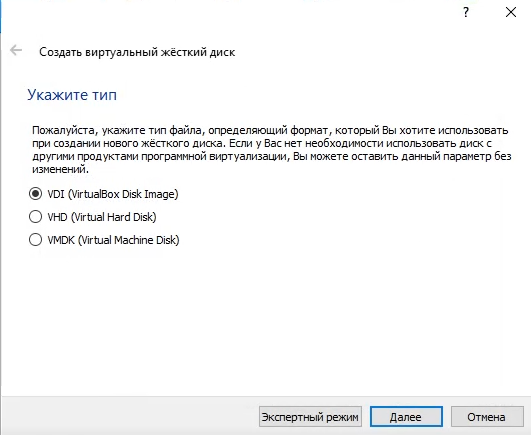 ?
Создать виртуальный жёсткий диск
Укажите тип
Пожалуйста, укажите тип файла, определяющий формат, который Вы хотите использовать
при создании нового жёсткого диска. Если у Вас нет необходимости использовать диск с
другими продуктами программной виртуализации, Вы можете оставить данный параметр без
изменений.
VDI (VirtualBox Disk Image)
VHD (Virtual Hard Disk)
VMDK (Virtual Machine Disk)
Экспертный режим Далее Отмена